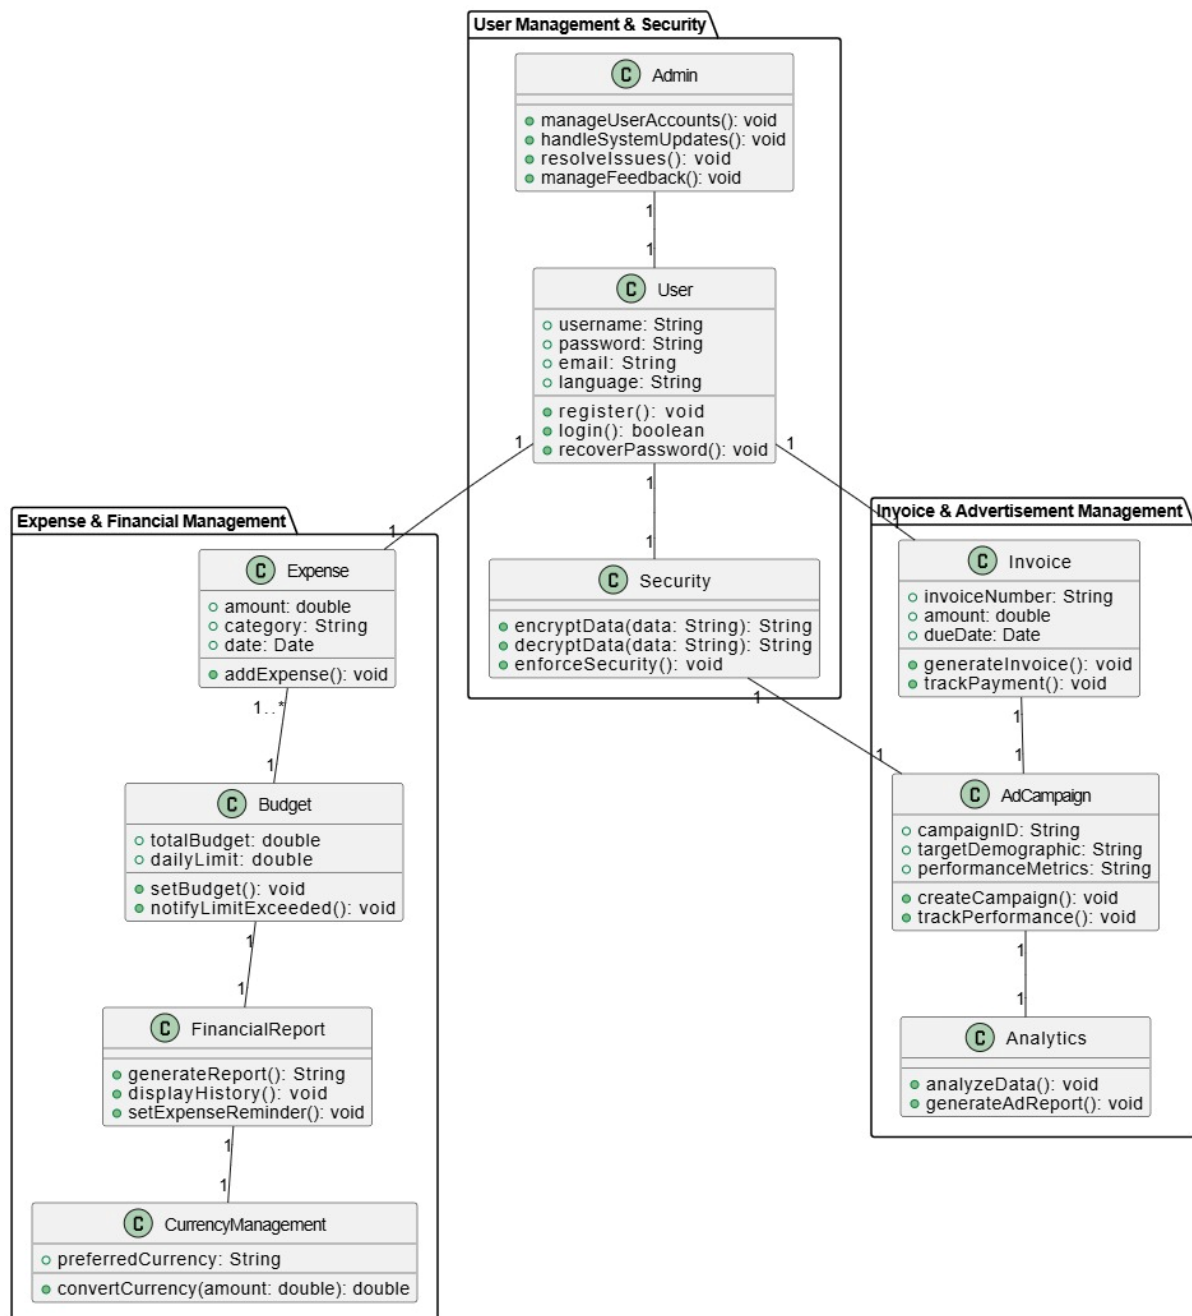 User Management & Security
C Admin
manageUserAccounts(): void
handleSystemUpdates(): void
resolveIssues(): void
manageFeedback(): void
1
1
C User
username: String
password: String
email: String
language: String
register(): void
login(): boolean
recoverPassword(): void
1
1
1
1
1
1
C Security
encryptData(data: String): String
decryptData(data: String): String
enforceSecurity(): void
1
1
Expense & Financial Management
C Expense
amount: double
category: String
date: Date
addExpense(): void
1..*
1
C Budget
totalBudget: double
dailyLimit: double
setBudget(): void
notifyLimitExceeded(): void
1
1
C FinancialReport
generateReport(): String
displayHistory(): void
setExpenseReminder(): void
1
1
C CurrencyManagement
preferredCurrency: String
convertCurrency(amount: double): double
Invoice & Advertisement Management
C Invoice
invoiceNumber: String
amount: double
dueDate: Date
generateInvoice(): void
trackPayment(): void
1
1
C AdCampaign
campaignID: String
targetDemographic: String
performanceMetrics: String
createCampaign(): void
trackPerformance(): void
1
1
C Analytics
analyzeData(): void
generateAdReport(): void